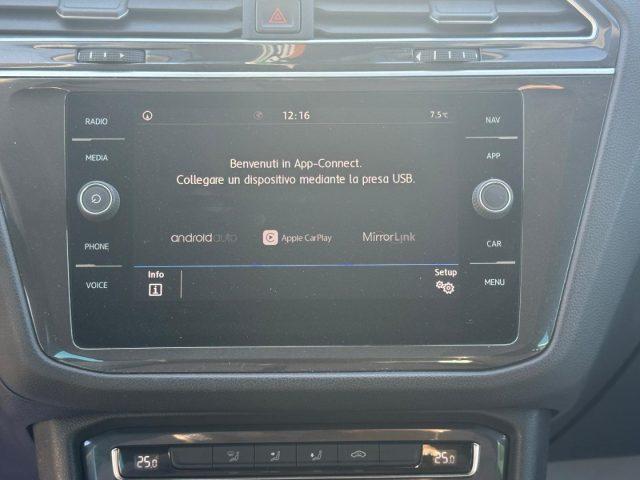 12:16 7.5°C
RADIO NAV
MEDIA APP
Benvenuti in App-Connect.
Collegare un dispositivo mediante la presa USB.
androidauto Apple CarPlay MirrorLink
PHONE CAR
Info Setup
VOICE MENU
25.0 25.0